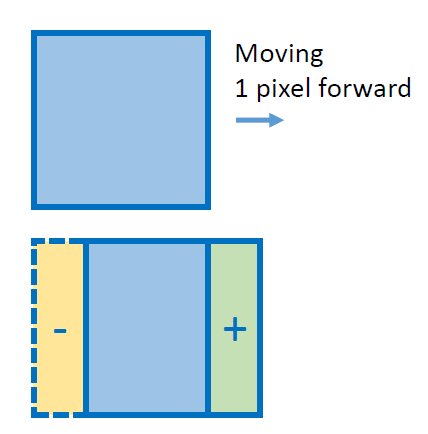 Moving
1 pixel forward
- +